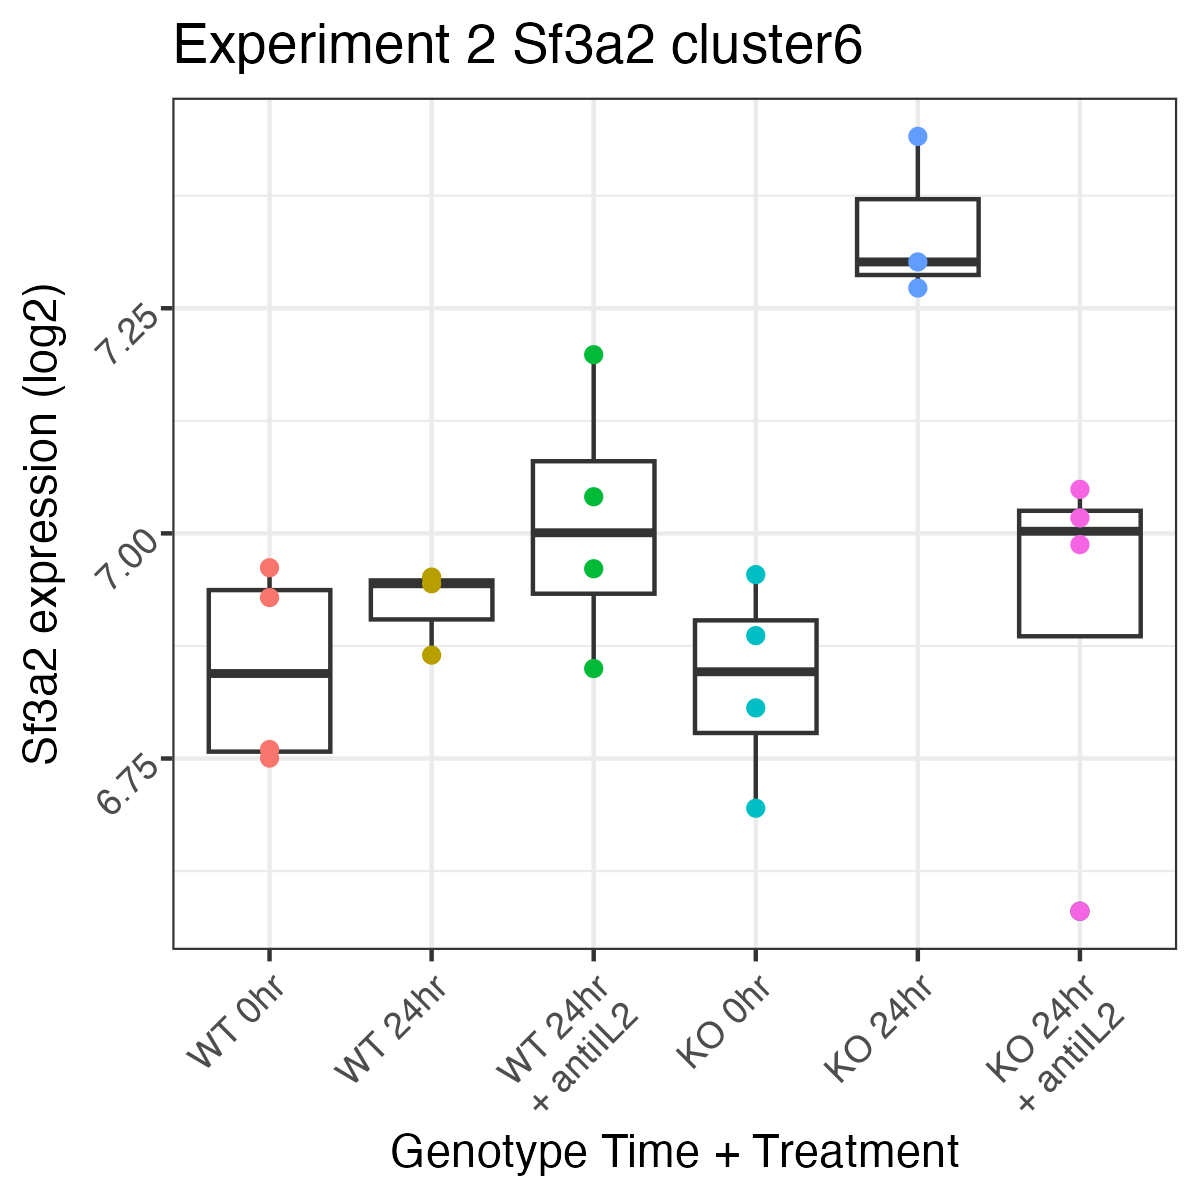 Experiment 2 Sf3a2 cluster6
Sf3a2 expression (log2)
7.25
7.00
6.75
WT 0hr
WT 24hr
WT 24hr
+ antiIL2
KO 0hr
KO 24hr
KO 24hr
+ antiIL2
Genotype Time + Treatment